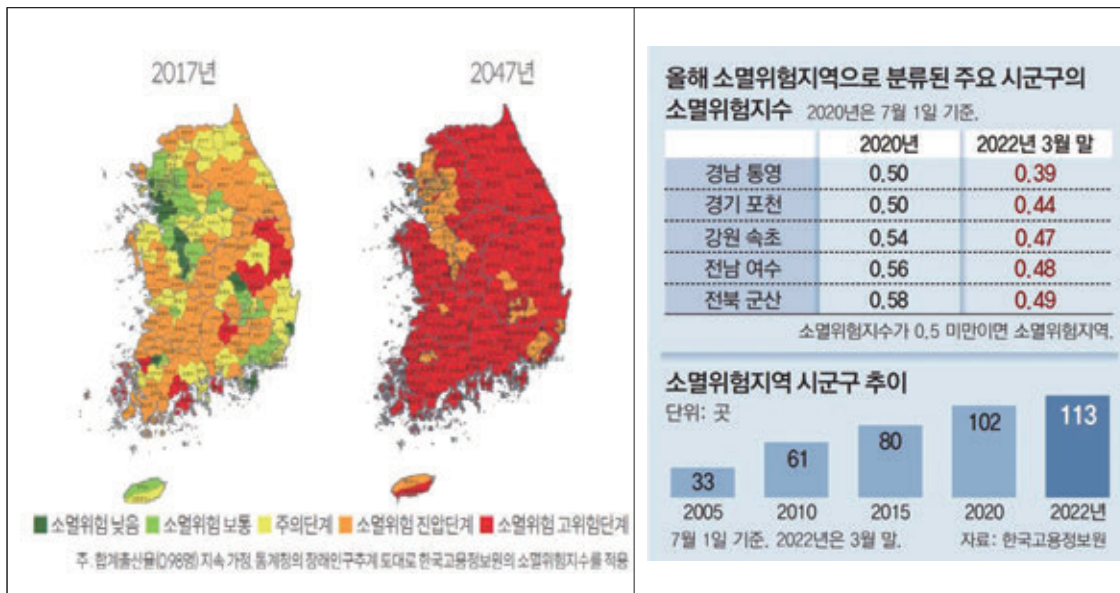 2017년
2047년
소멸위험 낮음 소멸위험 보통 주의단계 소멸위험 진압단계 소멸위험 고위험단계
주. 합계출산율(0.98명) 지속 가정, 통계청의 장래인구추계 토대로 한국고용정보원의 소멸위험지수를 적용
올해 소멸위험지역으로 분류된 주요 시군구의
소멸위험지수 2020년은 7월 1일 기준.
2020년 2022년 3월 말
경남 통영 0.50 0.39
경기 포천 0.50 0.44
강원 속초 0.54 0.47
전남 여수 0.56 0.48
전북 군산 0.58 0.49
소멸위험지수가 0.5 미만이면 소멸위험지역.
소멸위험지역 시군구 추이
단위: 곳
33 61 80 102 113
2005 2010 2015 2020 2022년
7월 1일 기준. 2022년은 3월 말. 자료: 한국고용정보원